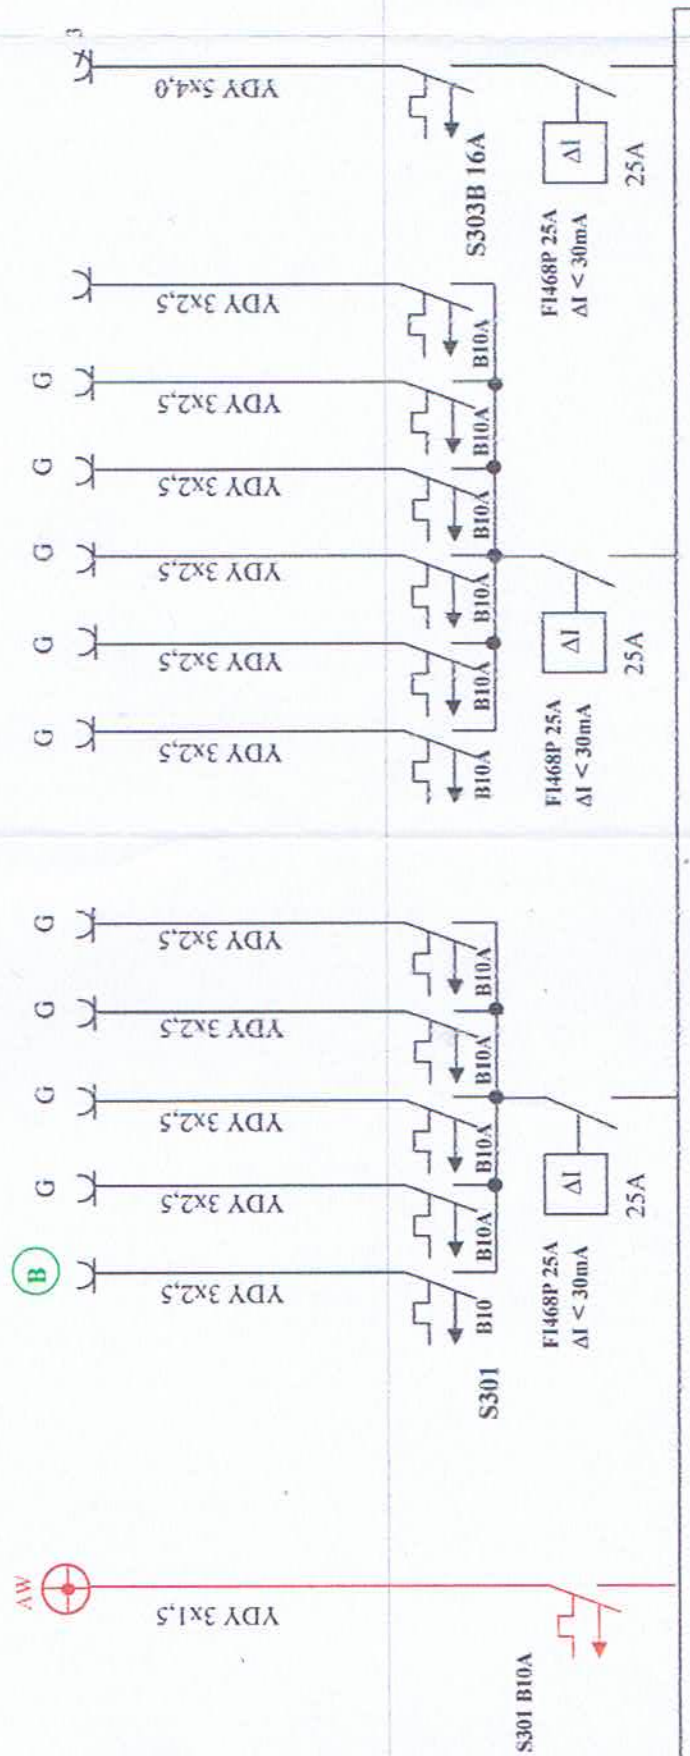 3
YDY 5x4,0
S303B 16A
ΔI
25A
FI468P 25A
ΔI < 30mA
YDY 3x2,5
B10A
G
YDY 3x2,5
B10A
G
YDY 3x2,5
B10A
G
YDY 3x2,5
B10A
G
YDY 3x2,5
B10A
G
YDY 3x2,5
B10A
ΔI
25A
FI468P 25A
ΔI < 30mA
G
YDY 3x2,5
B10A
G
YDY 3x2,5
B10A
G
YDY 3x2,5
B10A
G
YDY 3x2,5
B10A
B
YDY 3x2,5
B10
S301
ΔI
25A
FI468P 25A
ΔI < 30mA
AW
YDY 3x1,5
S301 B10A